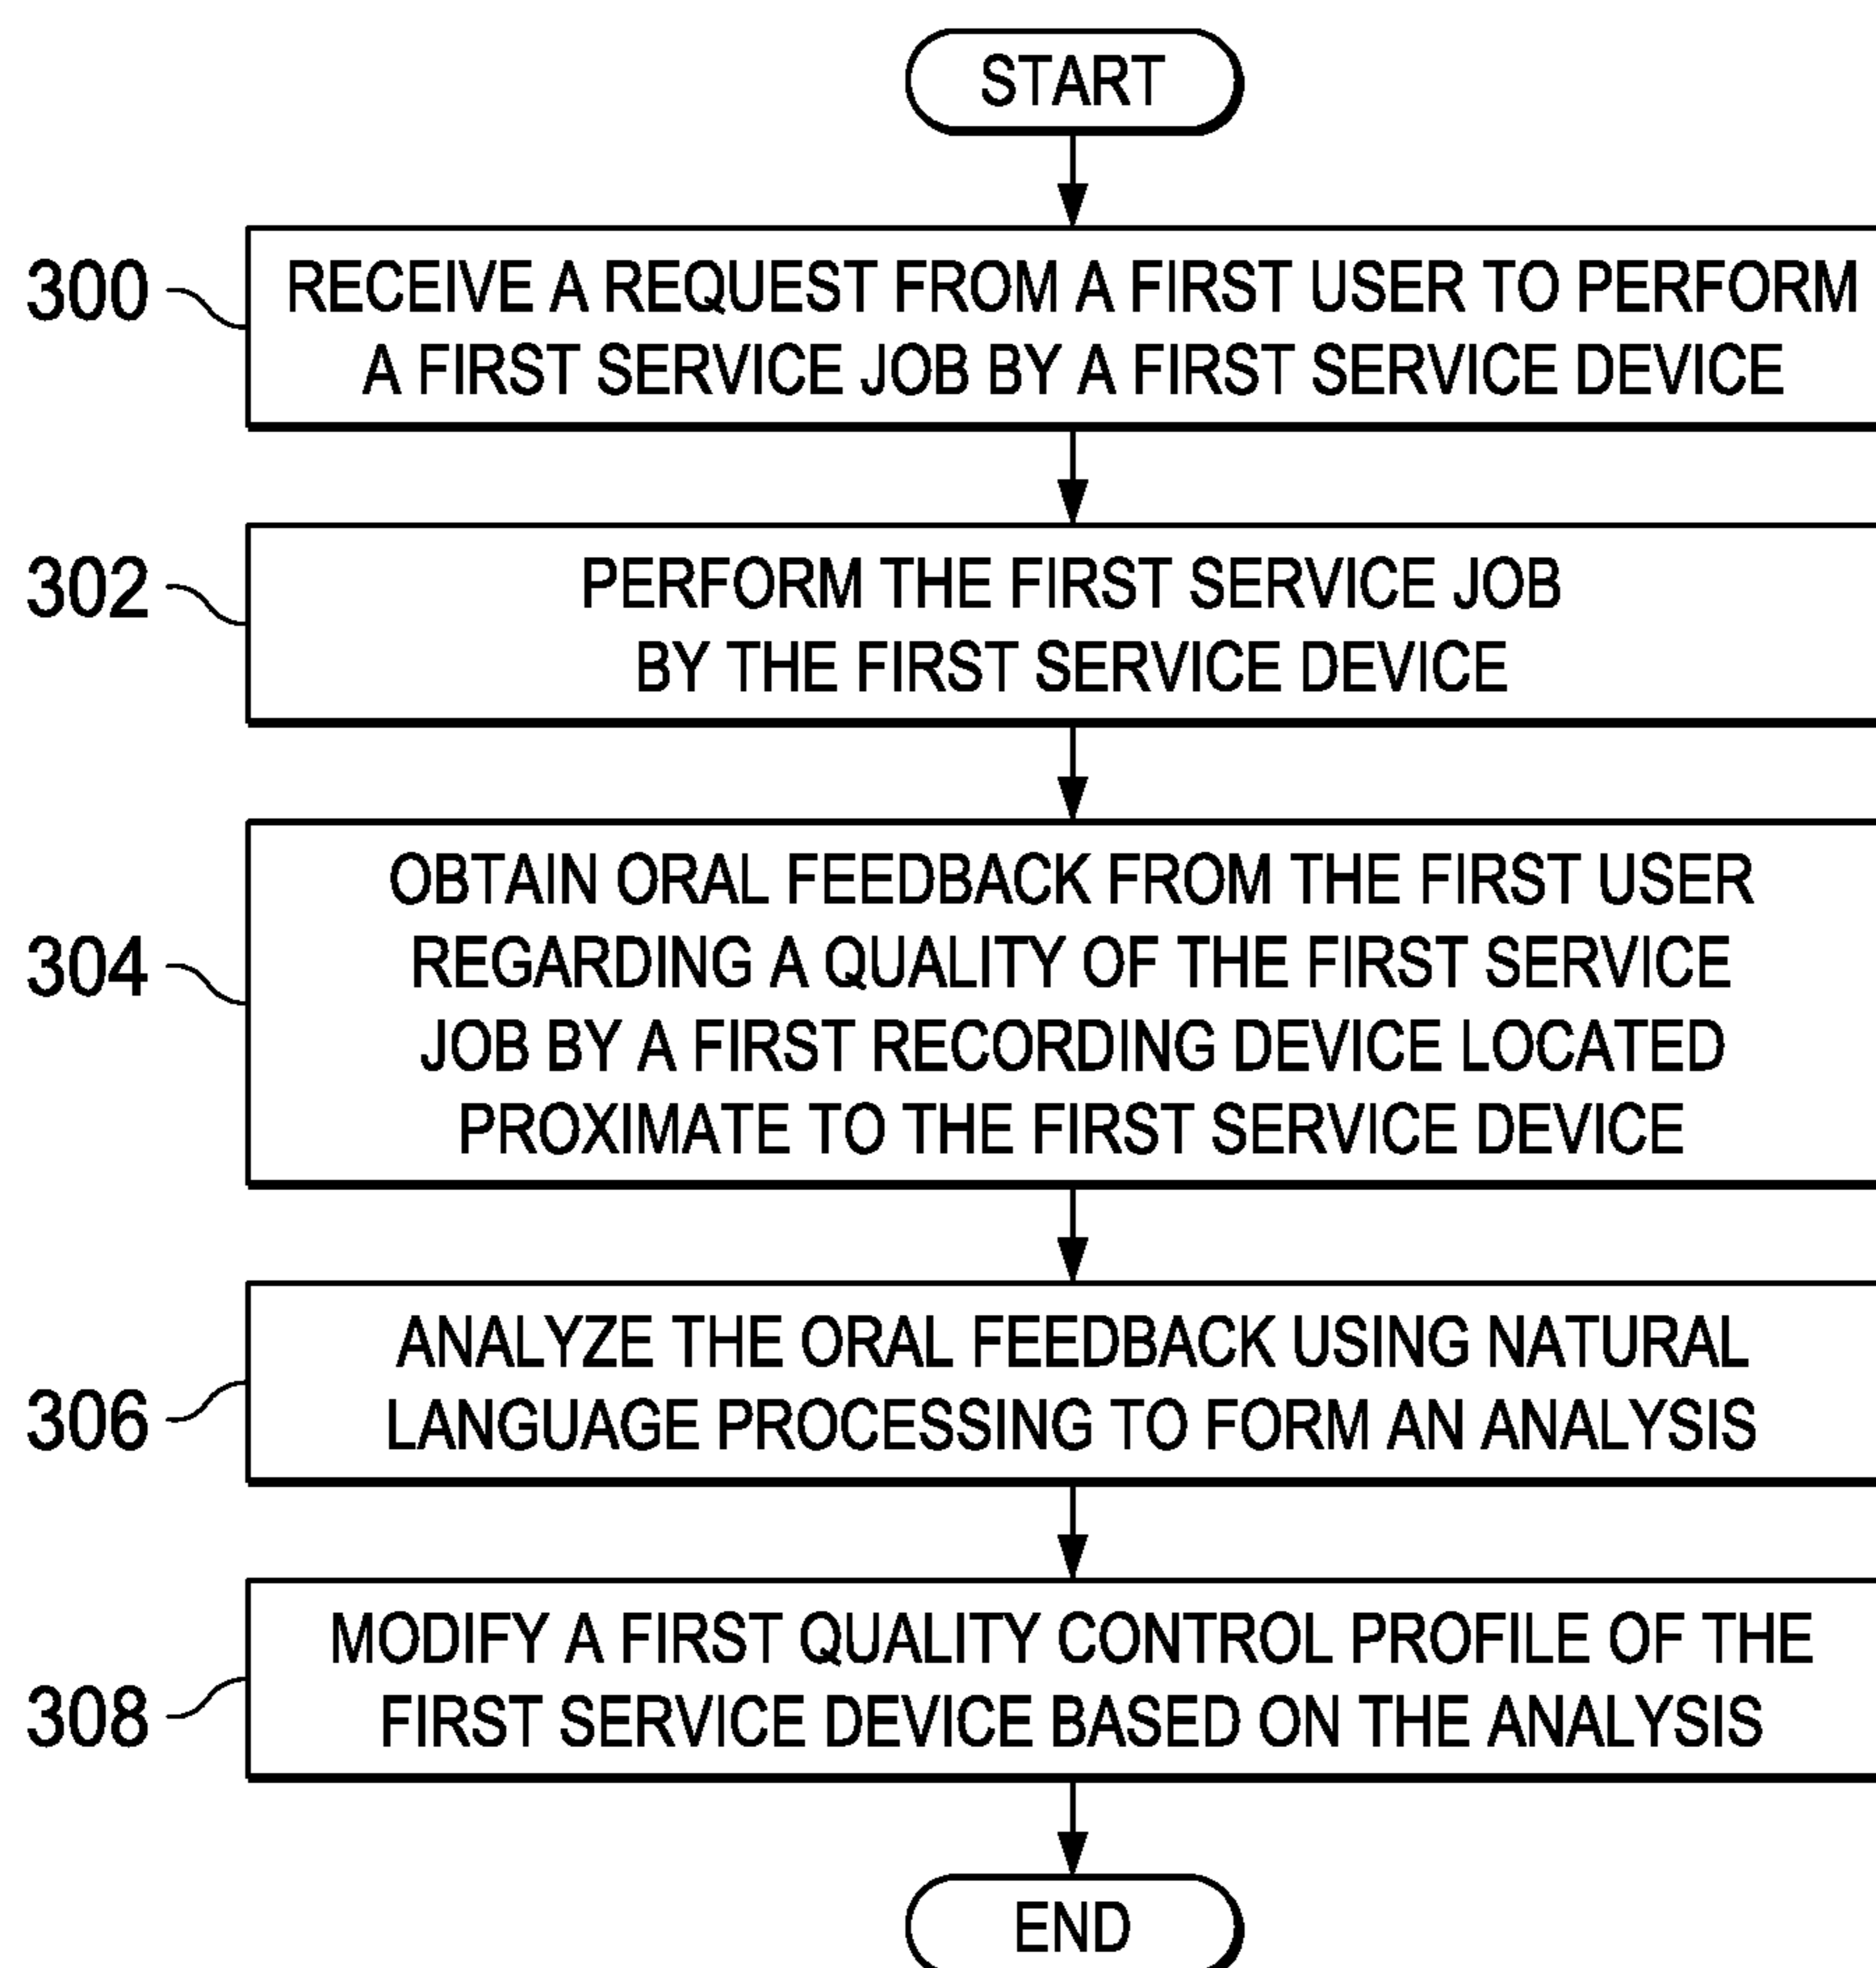 START
300
RECEIVE A REQUEST FROM A FIRST USER TO PERFORM
A FIRST SERVICE JOB BY A FIRST SERVICE DEVICE
302
PERFORM THE FIRST SERVICE JOB
BY THE FIRST SERVICE DEVICE
304
OBTAIN ORAL FEEDBACK FROM THE FIRST USER
REGARDING A QUALITY OF THE FIRST SERVICE
JOB BY A FIRST RECORDING DEVICE LOCATED
PROXIMATE TO THE FIRST SERVICE DEVICE
306
ANALYZE THE ORAL FEEDBACK USING NATURAL
LANGUAGE PROCESSING TO FORM AN ANALYSIS
308
MODIFY A FIRST QUALITY CONTROL PROFILE OF THE
FIRST SERVICE DEVICE BASED ON THE ANALYSIS
END